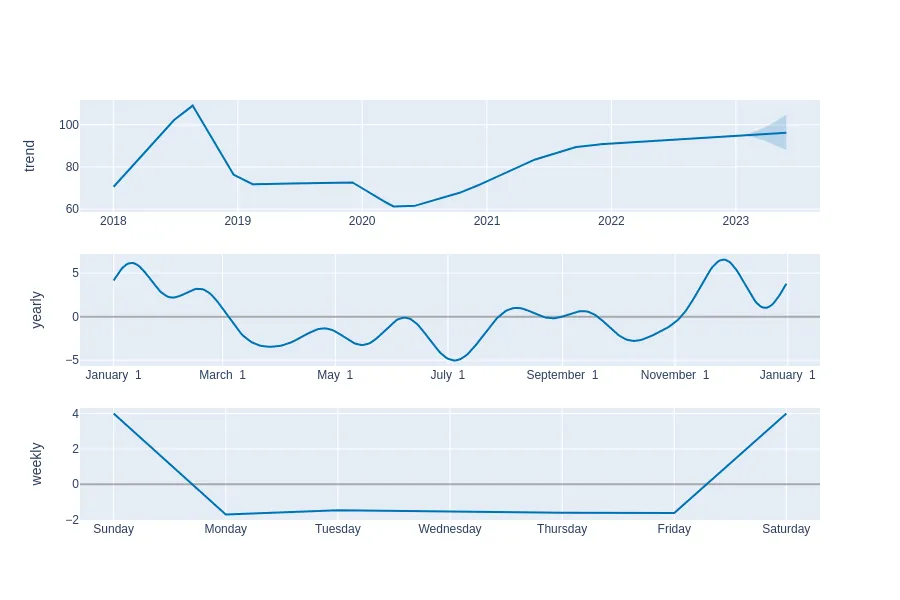 trend
100
80
60
2018 2019 2020 2021 2022 2023
yearly
5
0
−5
January 1 March 1 May 1 July 1 September 1 November 1 January 1
weekly
4
2
0
−2
Sunday Monday Tuesday Wednesday Thursday Friday Saturday